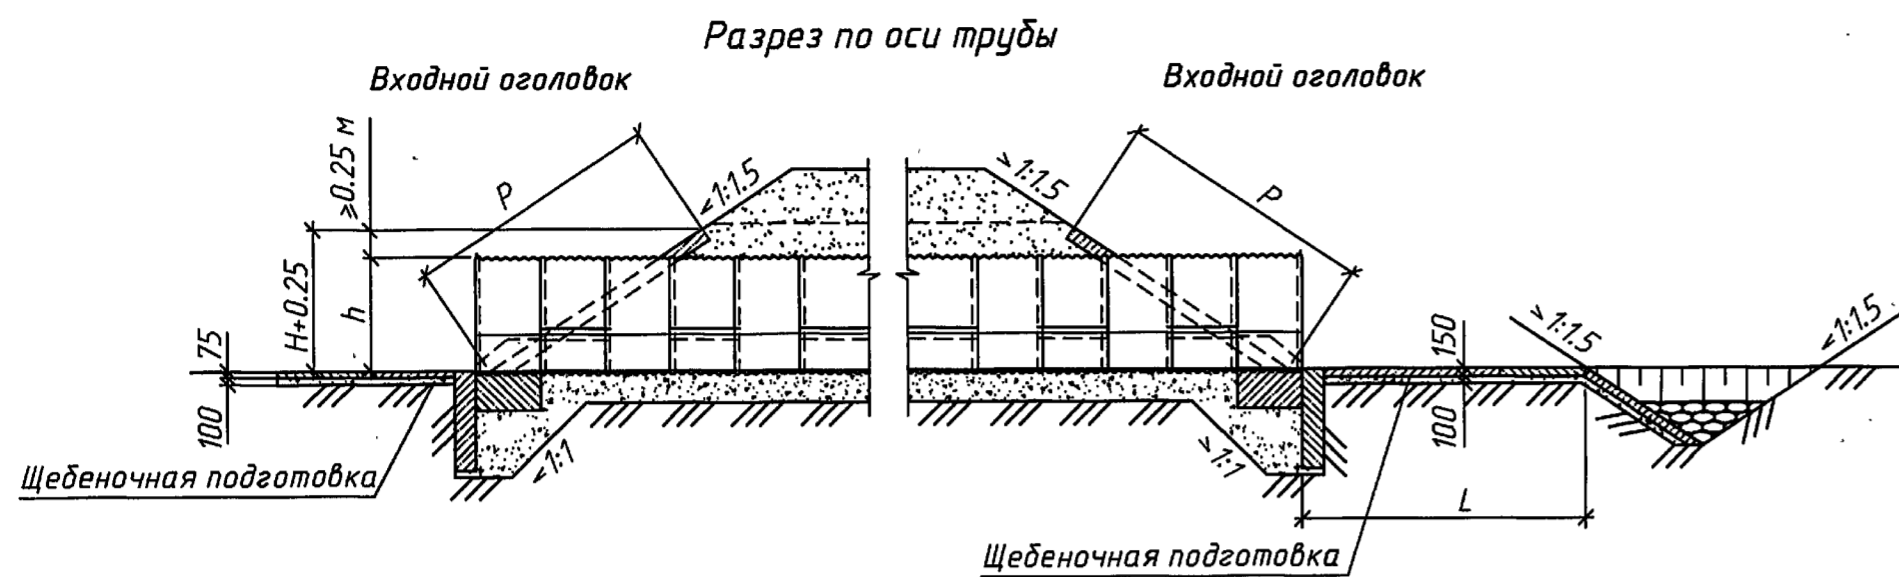 Разрез по оси трубы
Входной оголовок
Входной оголовок
≥0.25 м
P
<1:1.5
>1:1.5
P
H+0.25
h
75
100
>1:1.5
<1:1.5
150
100
<1:1
>1:1
Щебеночная подготовка
L
Щебеночная подготовка